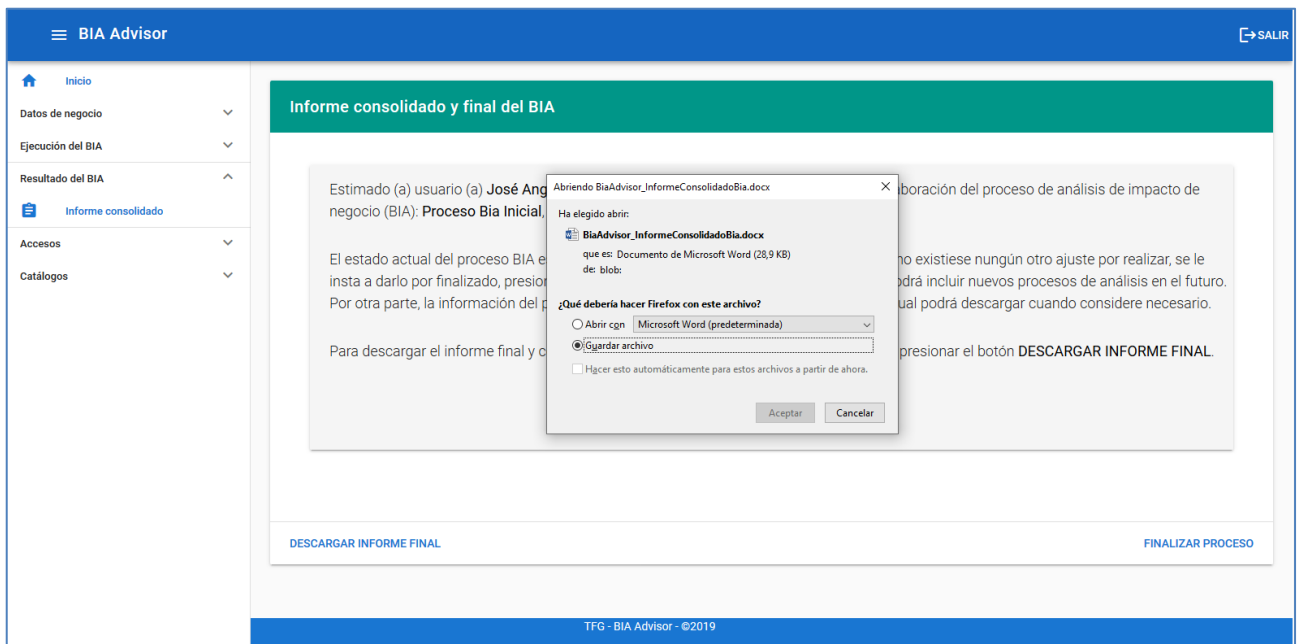 BIA Advisor
SALIR
Inicio
Datos de negocio
Ejecución del BIA
Resultado del BIA
Informe consolidado
Accesos
Catálogos
Informe consolidado y final del BIA
Estimado (a) usuario (a) José Ang
negocio (BIA): Proceso Bia Inicial,
El estado actual del proceso BIA e
insta a darlo por finalizado, presio
Por otra parte, la información del p
Para descargar el informe final y c
Abriendo BiaAdvisor_InformeConsolidadoBia.docx
Ha elegido abrir:
BiaAdvisor_InformeConsolidadoBia.docx
que es: Documento de Microsoft Word (28,9 KB)
de: blob:
¿Qué debería hacer Firefox con este archivo?
Abrir con Microsoft Word (predeterminada)
Guardar archivo
Hacer esto automáticamente para estos archivos a partir de ahora.
Aceptar Cancelar
boración del proceso de análisis de impacto de
no existiese nungún otro ajuste por realizar, se le
odrá incluir nuevos procesos de análisis en el futuro.
ual podrá descargar cuando considere necesario.
presionar el botón DESCARGAR INFORME FINAL.
DESCARGAR INFORME FINAL
FINALIZAR PROCESO
TFG - BIA Advisor - ©2019